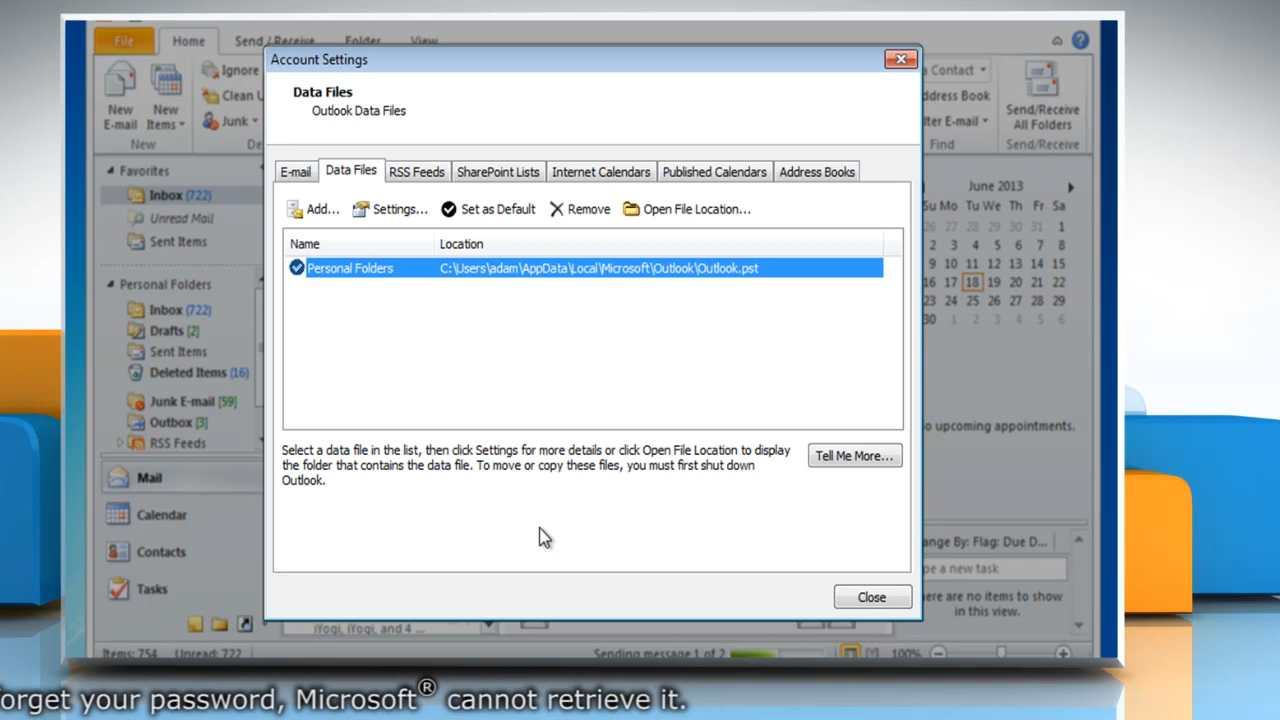 File
Home
Send / Receive
Folder
View
Ignore
Clean U
Junk
New
E-mail
New
Items
New
De
a Contact
ddress Book
lter E-mail
Find
Send/Receive
All Folders
Send/Receive
Account Settings
Data Files
Outlook Data Files
E-mail
Data Files
RSS Feeds
SharePoint Lists
Internet Calendars
Published Calendars
Address Books
Add...
Settings...
Set as Default
Remove
Open File Location...
Name
Location
Personal Folders
C:\Users\adam\AppData\Local\Microsoft\Outlook\Outlook.pst
Select a data file in the list, then click Settings for more details or click Open File Location to display
the folder that contains the data file. To move or copy these files, you must first shut down
Outlook.
Tell Me More...
Close
Favorites
Inbox (722)
Unread Mail
Sent Items
Personal Folders
Inbox (722)
Drafts [2]
Sent Items
Deleted Items (16)
Junk E-mail [59]
Outbox [3]
RSS Feeds
Mail
Calendar
Contacts
Tasks
June 2013
Su Mo Tu We Th Fr Sa
26 27 28 29 30 31 1
2 3 4 5 6 7 8
9 10 11 12 13 14 15
16 17 18 19 20 21 22
23 24 25 26 27 28 29
30 1 2 3 4 5 6
o upcoming appointments.
nge By: Flag: Due D...
pe a new task
here are no items to show
in this view.
iYogi, iYogi, and 4 ...
Items: 754
Unread: 722
Sending message 1 of 2
100%
orget your password, Microsoft® cannot retrieve it.